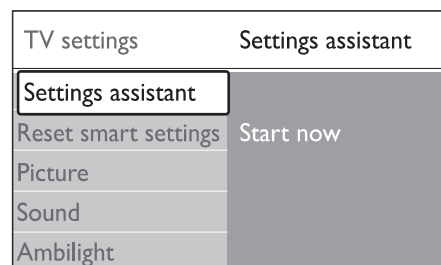 TV settings Settings assistant
Settings assistant
Reset smart settings Start now
Picture
Sound
Ambilight